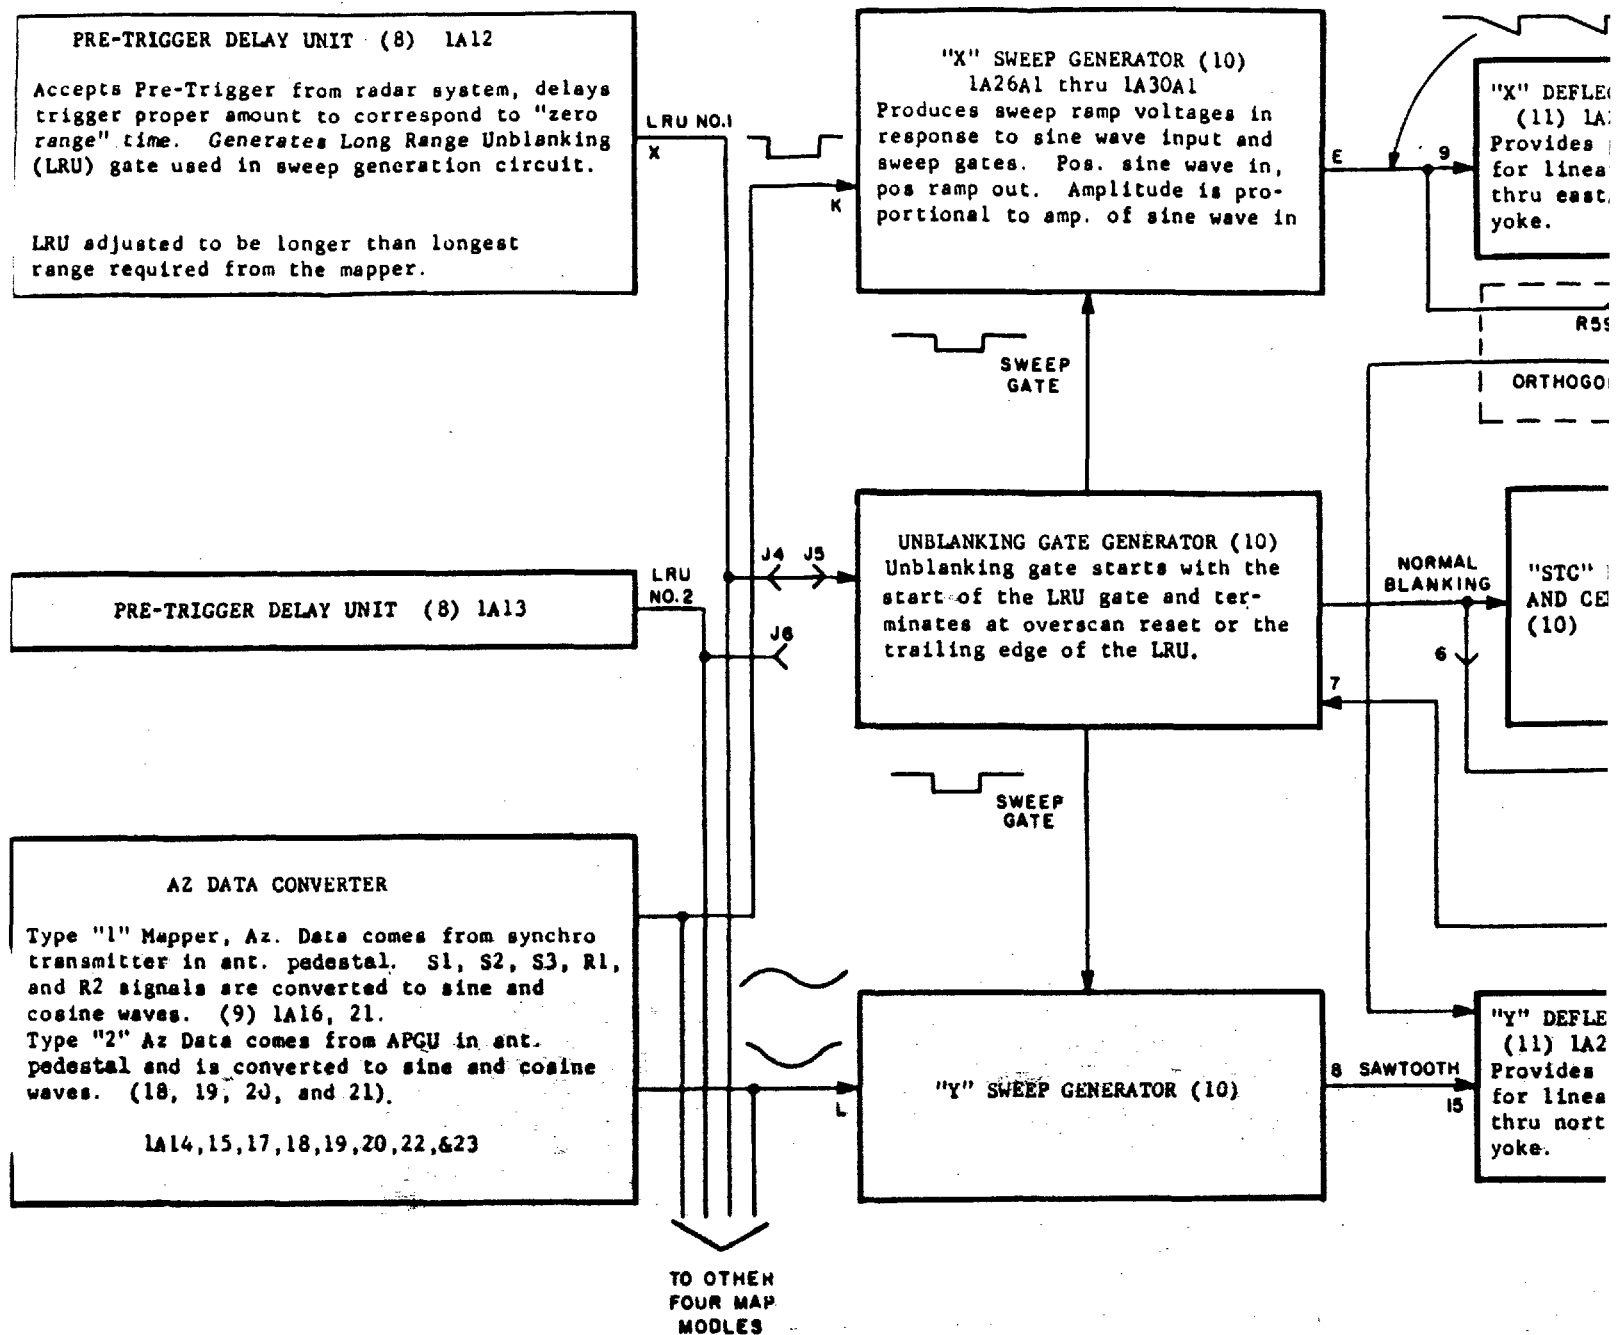 PRE-TRIGGER DELAY UNIT (8) 1A12
Accepts Pre-Trigger from radar system, delays
trigger proper amount to correspond to "zero
range" time. Generates Long Range Unblanking
(LRU) gate used in sweep generation circuit.
LRU adjusted to be longer than longest
range required from the mapper.
LRU NO.1
X
K
"X" SWEEP GENERATOR (10)
1A26A1 thru 1A30A1
Produces sweep ramp voltages in
response to sine wave input and
sweep gates. Pos. sine wave in,
pos ramp out. Amplitude is pro-
portional to amp. of sine wave in
E
9
"X" DEFLEC
(11) 1A2
Provides
for linea
thru east/
yoke.
R59
ORTHOGO
SWEEP
GATE
PRE-TRIGGER DELAY UNIT (8) 1A13
LRU
NO.2
J4
J5
J6
UNBLANKING GATE GENERATOR (10)
Unblanking gate starts with the
start of the LRU gate and ter-
minates at overscan reset or the
trailing edge of the LRU.
NORMAL
BLANKING
6
7
"STC"
AND CE
(10)
SWEEP
GATE
AZ DATA CONVERTER
Type "1" Mapper, Az. Data comes from synchro
transmitter in ant. pedestal. S1, S2, S3, R1,
and R2 signals are converted to sine and
cosine waves. (9) 1A16, 21.
Type "2" Az Data comes from APGU in ant.
pedestal and is converted to sine and cosine
waves. (18, 19, 20, and 21).
1A14,15,17,18,19,20,22,&23
L
"Y" SWEEP GENERATOR (10)
8 SAWTOOTH
15
"Y" DEFLE
(11) 1A2
Provides
for linea
thru nort
yoke.
TO OTHER
FOUR MAP
MODLES